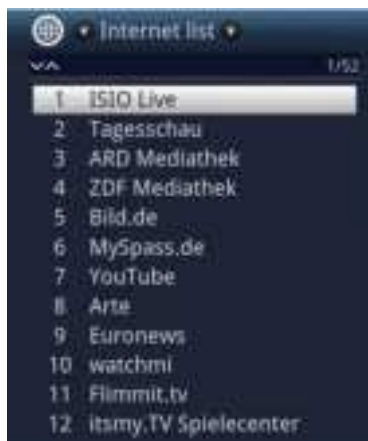 Internet list
1/52
1 ISIO Live
2 Tagesschau
3 ARD Mediathek
4 ZDF Mediathek
5 Bild.de
6 MySpass.de
7 YouTube
8 Arte
9 Euronews
10 watchmi
11 Flimmit.tv
12 itsmy.TV Spielecenter